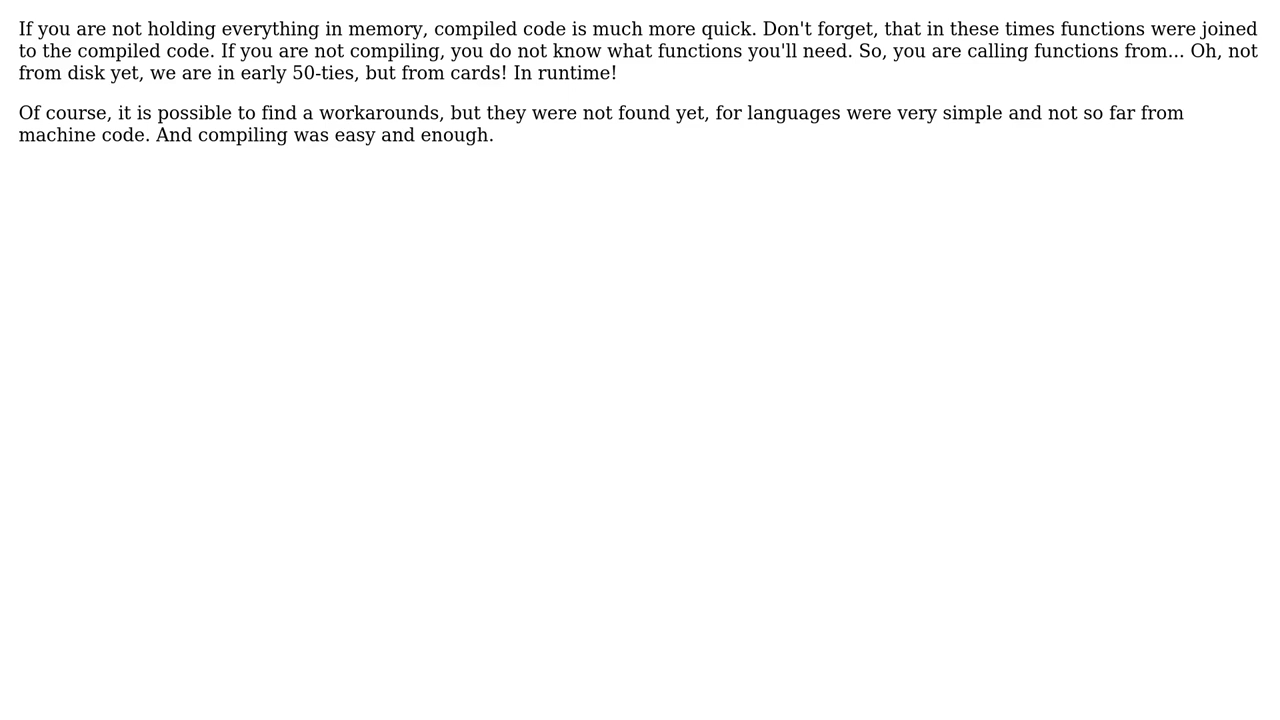 If you are not holding everything in memory, compiled code is much more quick. Don't forget, that in these times functions were joined
to the compiled code. If you are not compiling, you do not know what functions you'll need. So, you are calling functions from... Oh, not
from disk yet, we are in early 50-ties, but from cards! In runtime!
Of course, it is possible to find a workarounds, but they were not found yet, for languages were very simple and not so far from
machine code. And compiling was easy and enough.